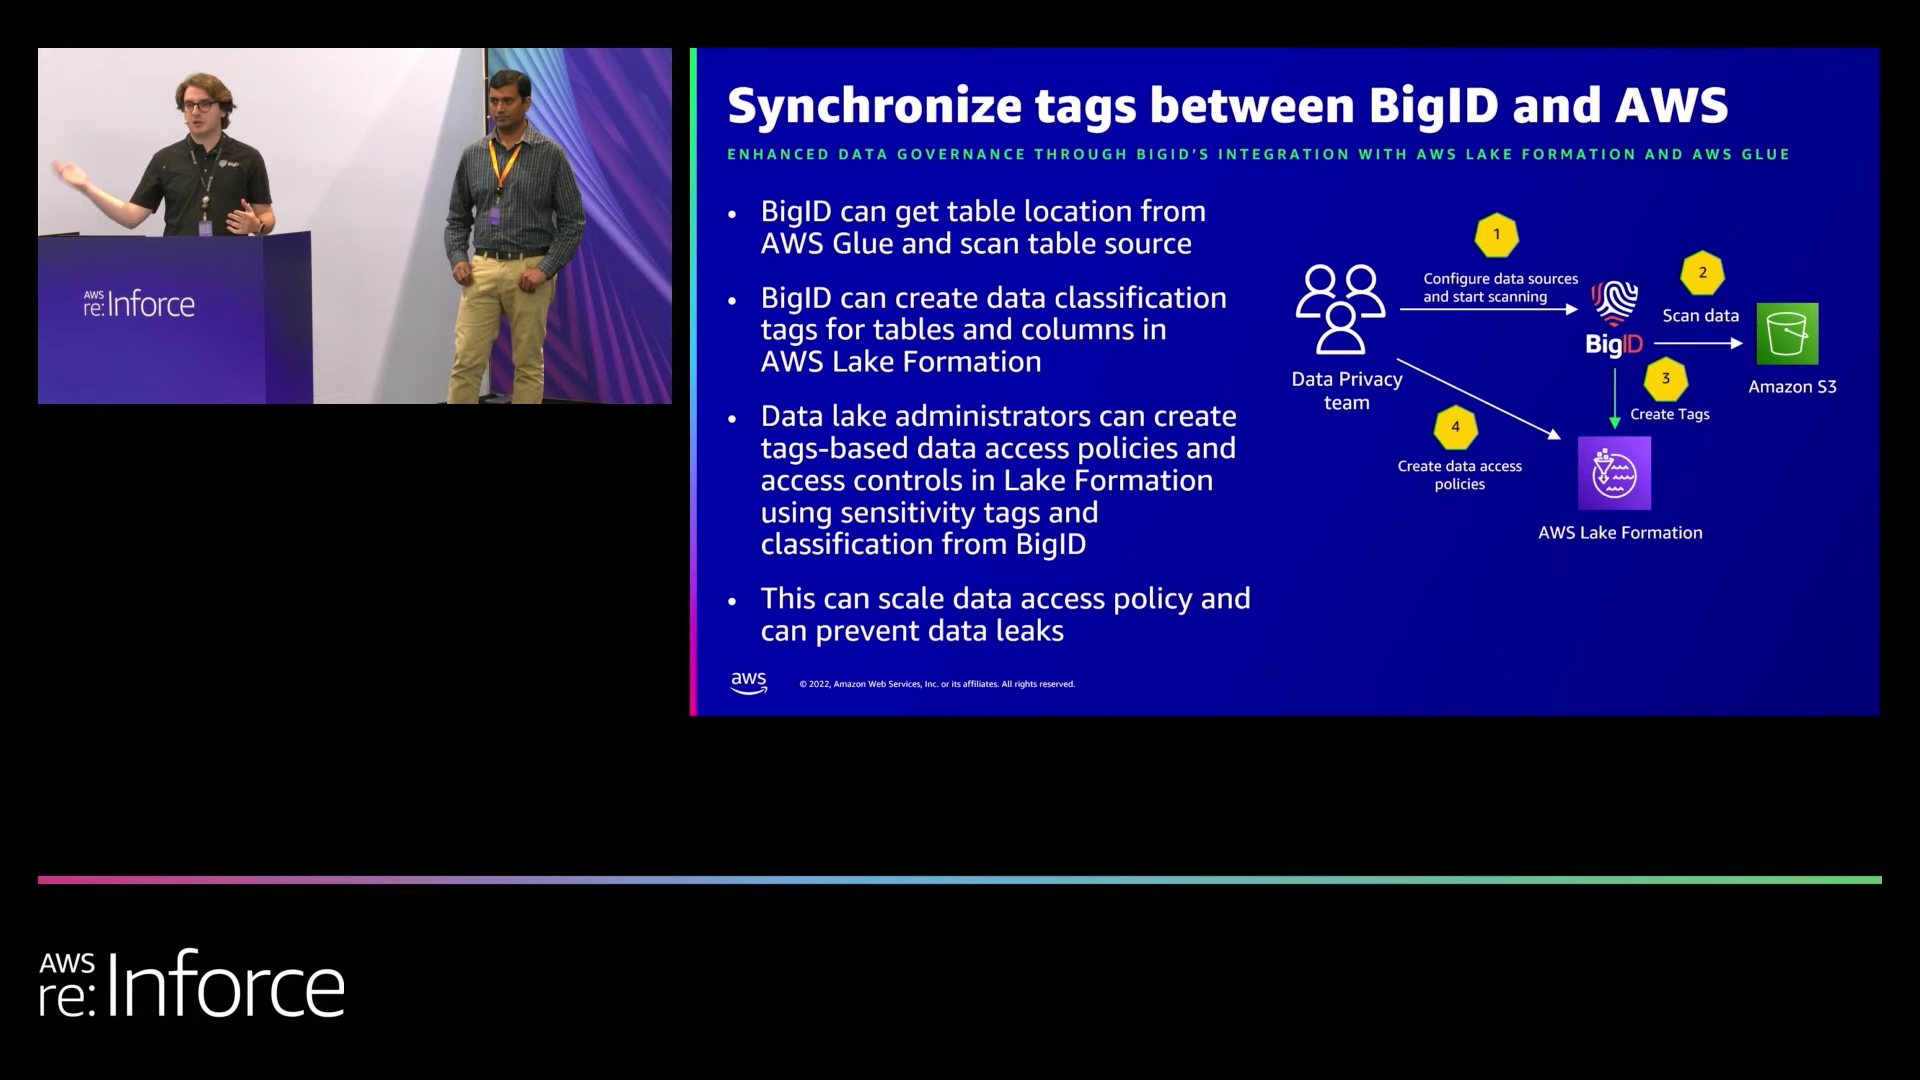 AWS
re:Inforce
BigID
Synchronize tags between BigID and AWS
ENHANCED DATA GOVERNANCE THROUGH BIGID'S INTEGRATION WITH AWS LAKE FORMATION AND AWS GLUE
• BigID can get table location from
AWS Glue and scan table source
• BigID can create data classification
tags for tables and columns in
AWS Lake Formation
• Data lake administrators can create
tags-based data access policies and
access controls in Lake Formation
using sensitivity tags and
classification from BigID
• This can scale data access policy and
can prevent data leaks
1
Configure data sources
and start scanning
Data Privacy
team
BigID
2
Scan data
Amazon S3
3
Create Tags
4
Create data access
policies
AWS Lake Formation
aws
© 2022, Amazon Web Services, Inc. or its affiliates. All rights reserved.
AWS
re:Inforce